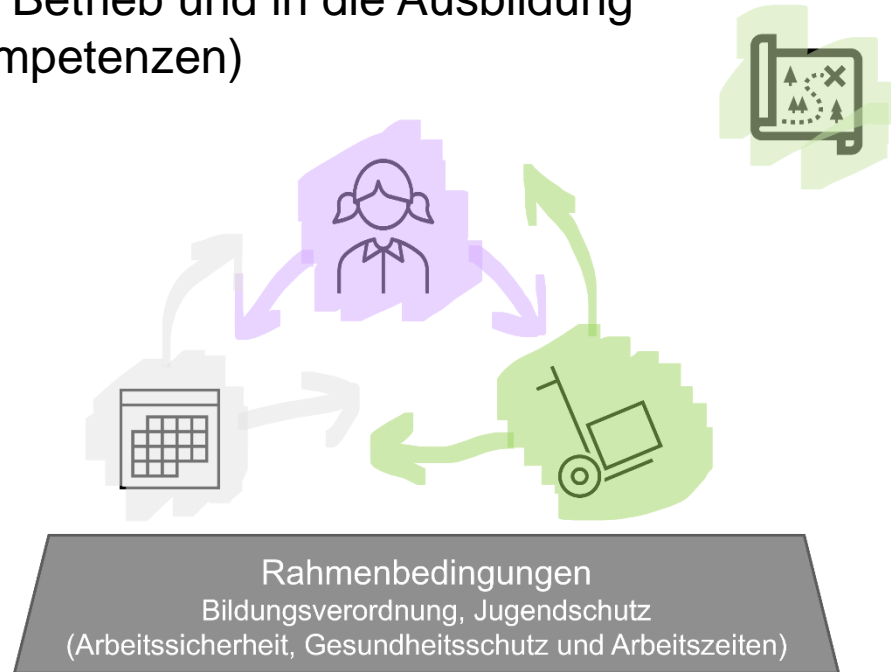 Betrieb und in die Ausbildung
mpetenzen)
Rahmenbedingungen
Bildungsverordnung, Jugendschutz
(Arbeitssicherheit, Gesundheitsschutz und Arbeitszeiten)